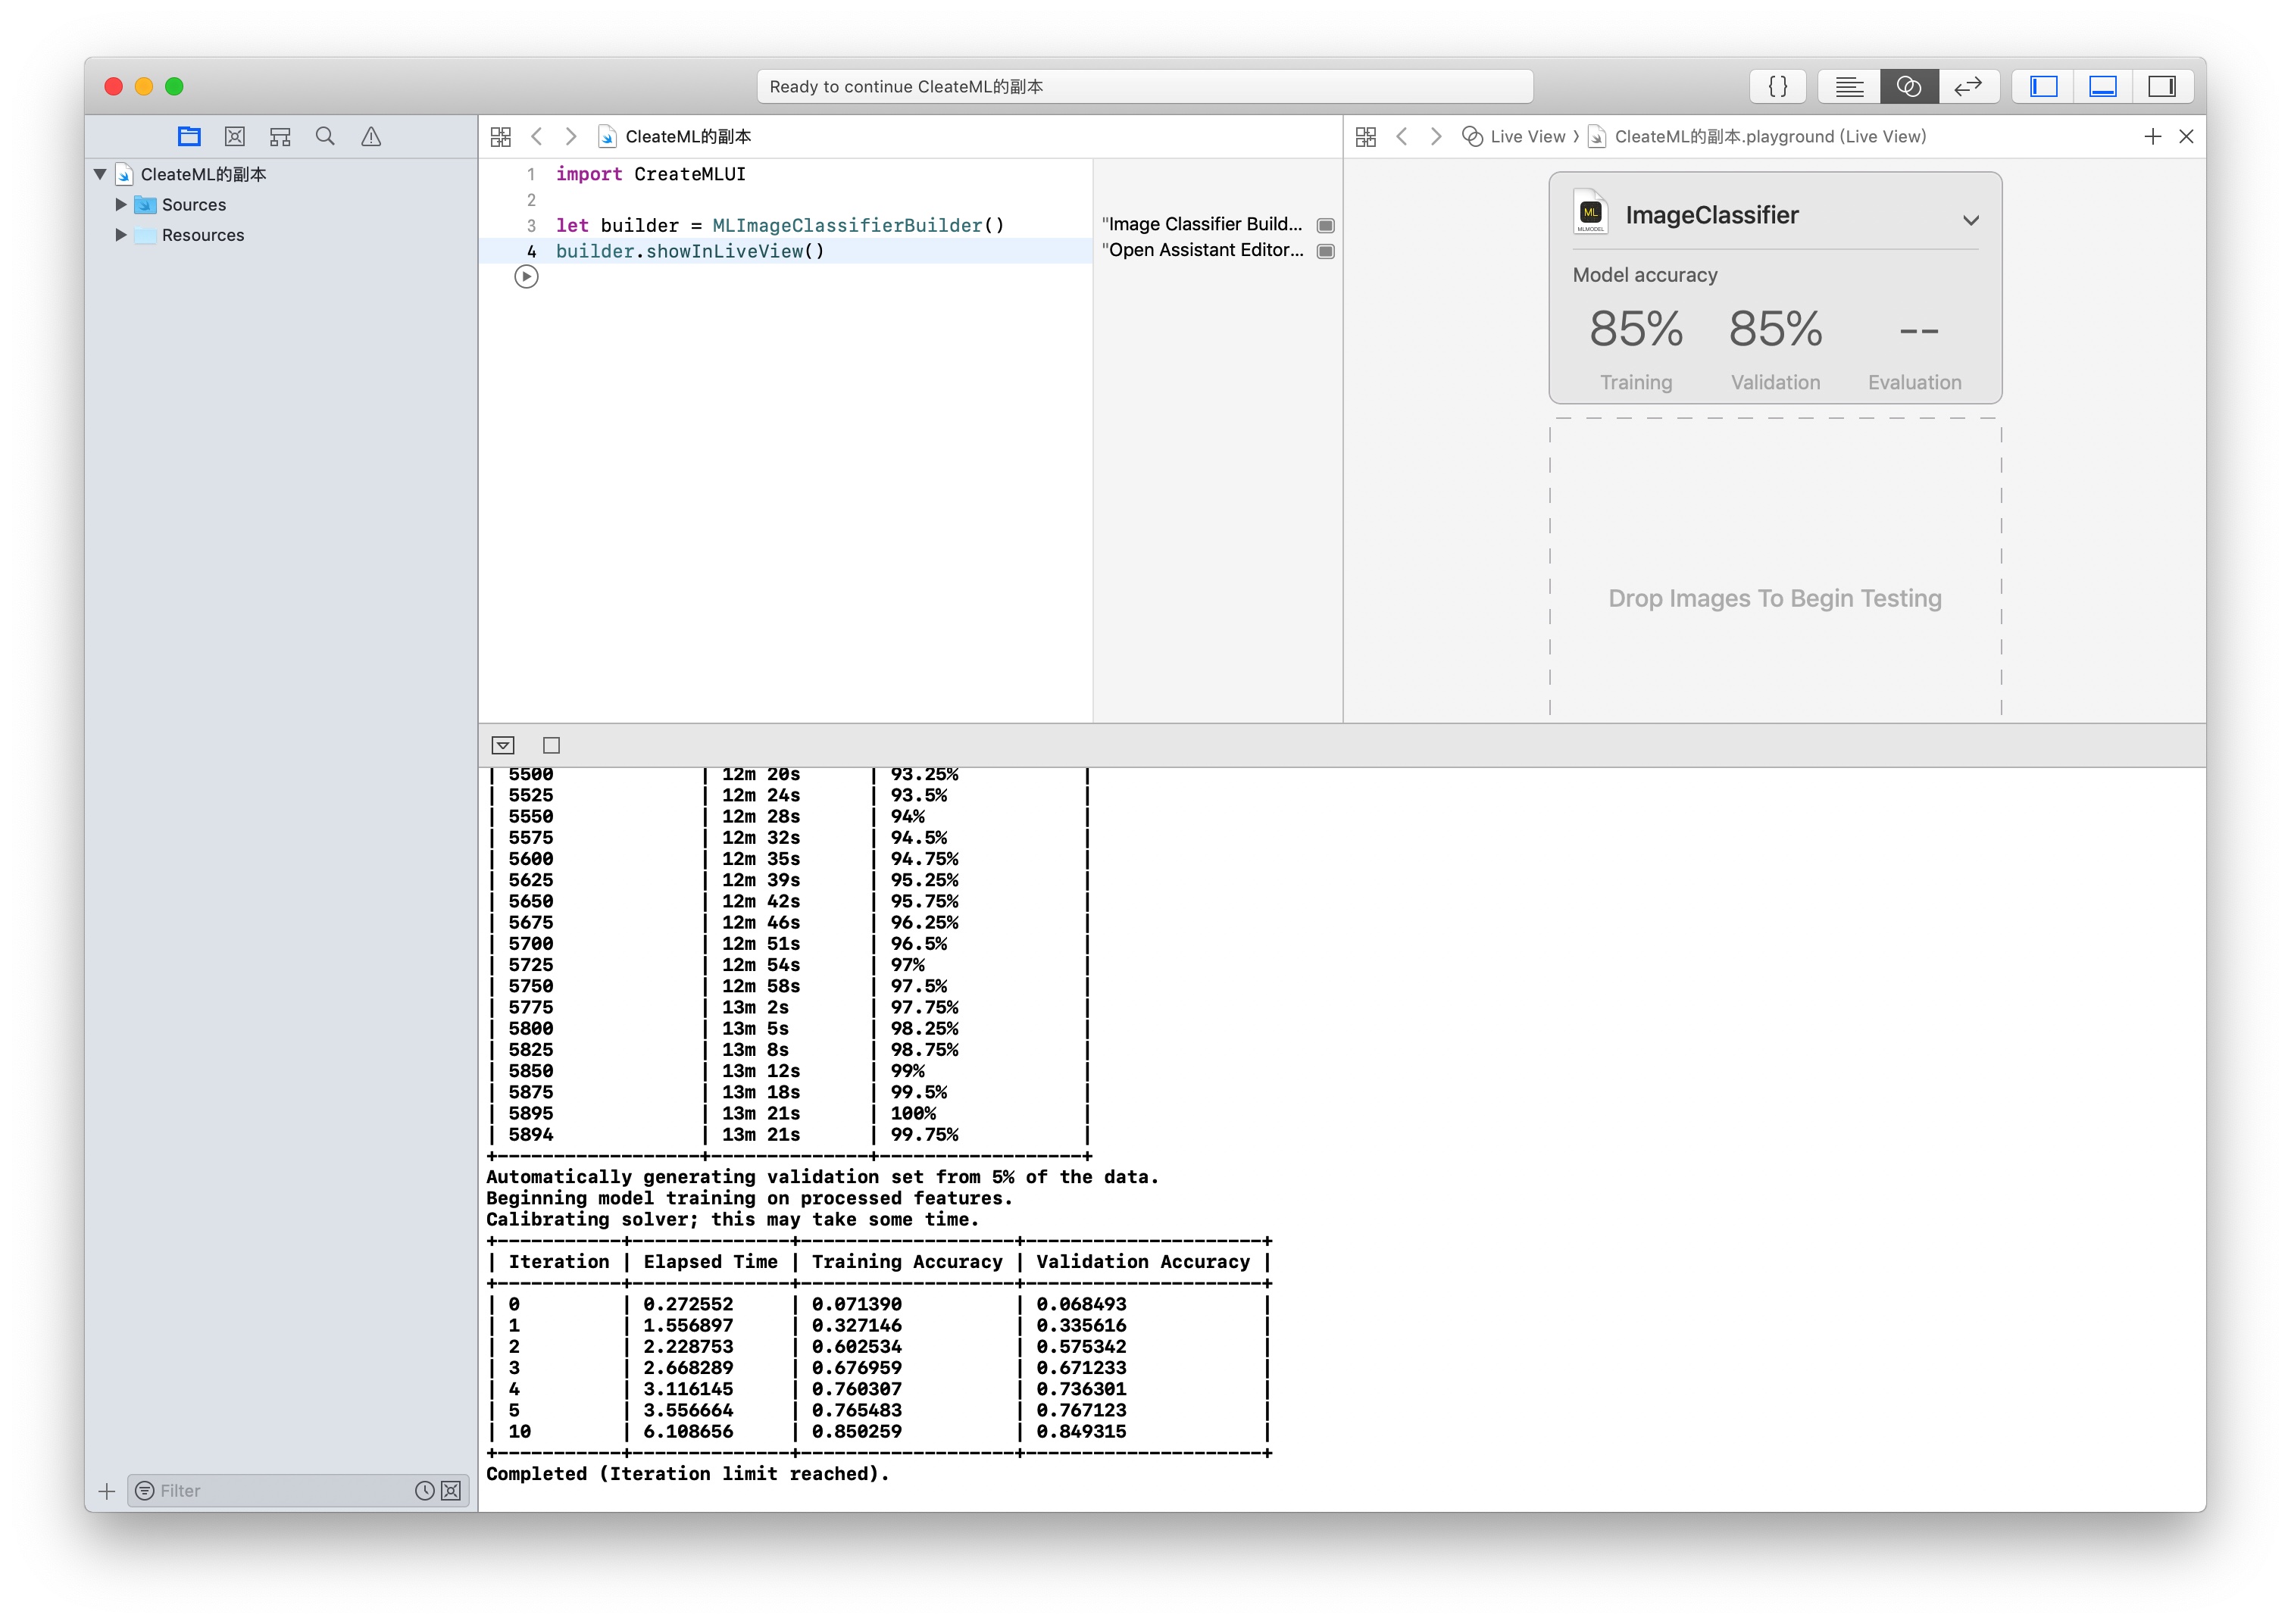 Ready to continue CleateML的副本
{ }
CleateML的副本
Sources
Resources
Filter
CleateML的副本
1 import CreateMLUI
2
3 let builder = MLImageClassifierBuilder()
4 builder.showInLiveView()
"Image Classifier Build...
"Open Assistant Editor...
Live View 〉 CleateML的副本.playground (Live View)
ML
MLMODEL
ImageClassifier
Model accuracy
85% 85% --
Training Validation Evaluation
Drop Images To Begin Testing
| 5500 | 12m 20s | 93.25% |
| 5525 | 12m 24s | 93.5% |
| 5550 | 12m 28s | 94% |
| 5575 | 12m 32s | 94.5% |
| 5600 | 12m 35s | 94.75% |
| 5625 | 12m 39s | 95.25% |
| 5650 | 12m 42s | 95.75% |
| 5675 | 12m 46s | 96.25% |
| 5700 | 12m 51s | 96.5% |
| 5725 | 12m 54s | 97% |
| 5750 | 12m 58s | 97.5% |
| 5775 | 13m 2s | 97.75% |
| 5800 | 13m 5s | 98.25% |
| 5825 | 13m 8s | 98.75% |
| 5850 | 13m 12s | 99% |
| 5875 | 13m 18s | 99.5% |
| 5895 | 13m 21s | 100% |
| 5894 | 13m 21s | 99.75% |
Automatically generating validation set from 5% of the data.
Beginning model training on processed features.
Calibrating solver; this may take some time.
| Iteration | Elapsed Time | Training Accuracy | Validation Accuracy |
| 0 | 0.272552 | 0.071390 | 0.068493 |
| 1 | 1.556897 | 0.327146 | 0.335616 |
| 2 | 2.228753 | 0.602534 | 0.575342 |
| 3 | 2.668289 | 0.676959 | 0.671233 |
| 4 | 3.116145 | 0.760307 | 0.736301 |
| 5 | 3.556664 | 0.765483 | 0.767123 |
| 10 | 6.108656 | 0.850259 | 0.849315 |
Completed (Iteration limit reached).